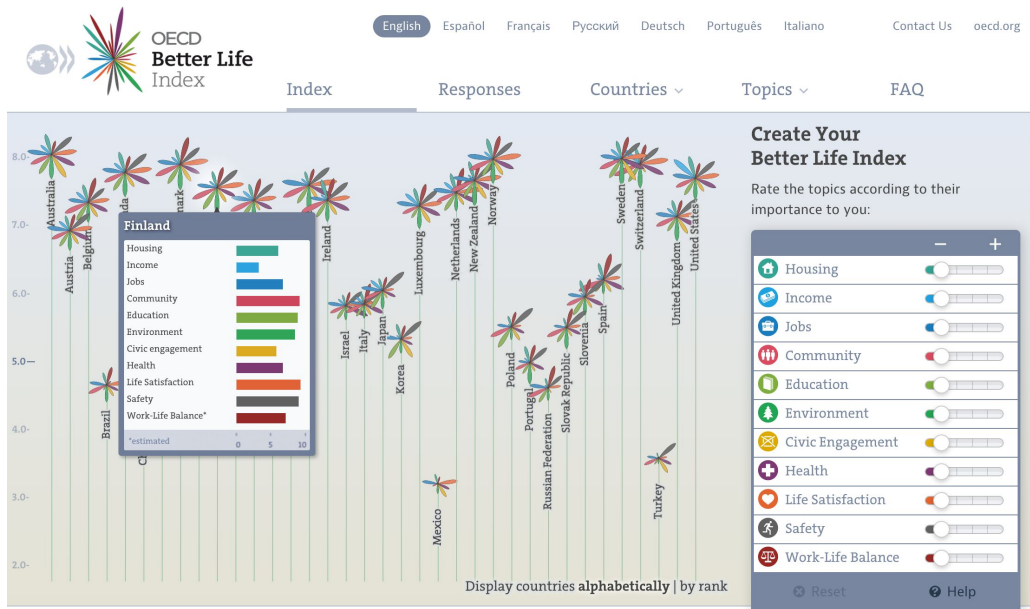 OECD
Better Life
Index
English Español Français Русский Deutsch Português Italiano Contact Us oecd.org
Index Responses Countries Topics FAQ
Create Your
Better Life Index
Rate the topics according to their
importance to you:
− +
Housing
Income
Jobs
Community
Education
Environment
Civic Engagement
Health
Life Satisfaction
Safety
Work-Life Balance
Reset Help
8.0-
7.0-
6.0-
5.0—
4.0-
3.0-
2.0-
Australia
Austria
Belgium
Brazil
Finland
Housing
Income
Jobs
Community
Education
Environment
Civic engagement
Health
Life Satisfaction
Safety
Work-Life Balance*
*estimated
0 5 10
Ireland
Israel
Italy
Japan
Korea
Luxembourg
Mexico
Netherlands
New Zealand
Norway
Poland
Portugal
Russian Federation
Slovak Republic
Slovenia
Spain
Sweden
Switzerland
Turkey
United Kingdom
United States
Display countries alphabetically | by rank